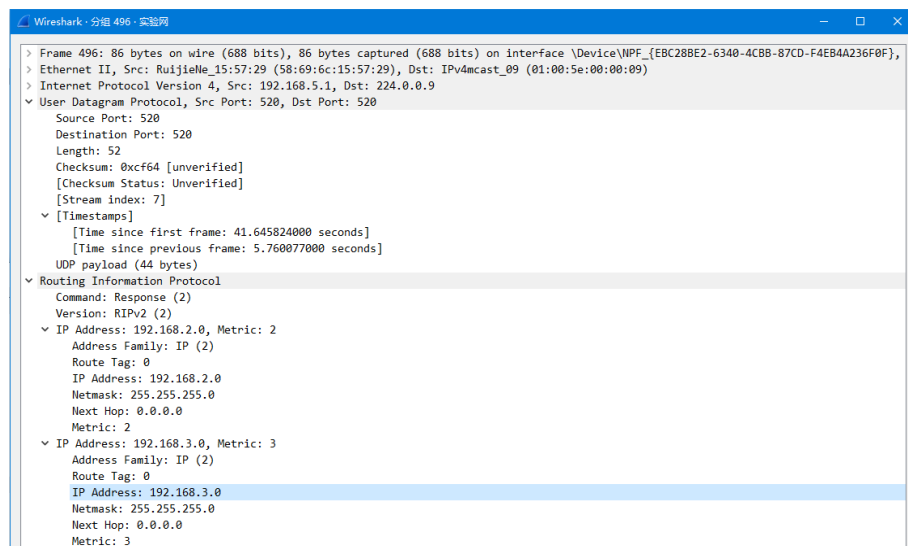 Wireshark · 分组 496 · 实验网
Frame 496: 86 bytes on wire (688 bits), 86 bytes captured (688 bits) on interface \Device\NPF_{EBC28BE2-6340-4CBB-87CD-F4EB4A236F0F},
Ethernet II, Src: RuijieNe_15:57:29 (58:69:6c:15:57:29), Dst: IPv4mcast_09 (01:00:5e:00:00:09)
Internet Protocol Version 4, Src: 192.168.5.1, Dst: 224.0.0.9
User Datagram Protocol, Src Port: 520, Dst Port: 520
Source Port: 520
Destination Port: 520
Length: 52
Checksum: 0xcf64 [unverified]
[Checksum Status: Unverified]
[Stream index: 7]
[Timestamps]
[Time since first frame: 41.645824000 seconds]
[Time since previous frame: 5.760077000 seconds]
UDP payload (44 bytes)
Routing Information Protocol
Command: Response (2)
Version: RIPv2 (2)
IP Address: 192.168.2.0, Metric: 2
Address Family: IP (2)
Route Tag: 0
IP Address: 192.168.2.0
Netmask: 255.255.255.0
Next Hop: 0.0.0.0
Metric: 2
IP Address: 192.168.3.0, Metric: 3
Address Family: IP (2)
Route Tag: 0
IP Address: 192.168.3.0
Netmask: 255.255.255.0
Next Hop: 0.0.0.0
Metric: 3